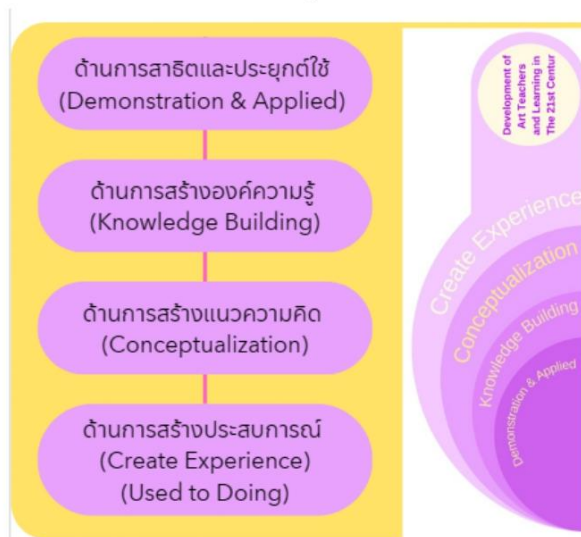 ด้านการสาธิตและประยุกต์ใช้
(Demonstration & Applied)
ด้านการสร้างองค์ความรู้
(Knowledge Building)
ด้านการสร้างแนวความคิด
(Conceptualization)
ด้านการสร้างประสบการณ์
(Create Experience)
(Used to Doing)
Development of
Art Teachers
and Learning in
The 21st Centur
Create Experience
Conceptualization
Knowledge Building
Demonstration & Applied